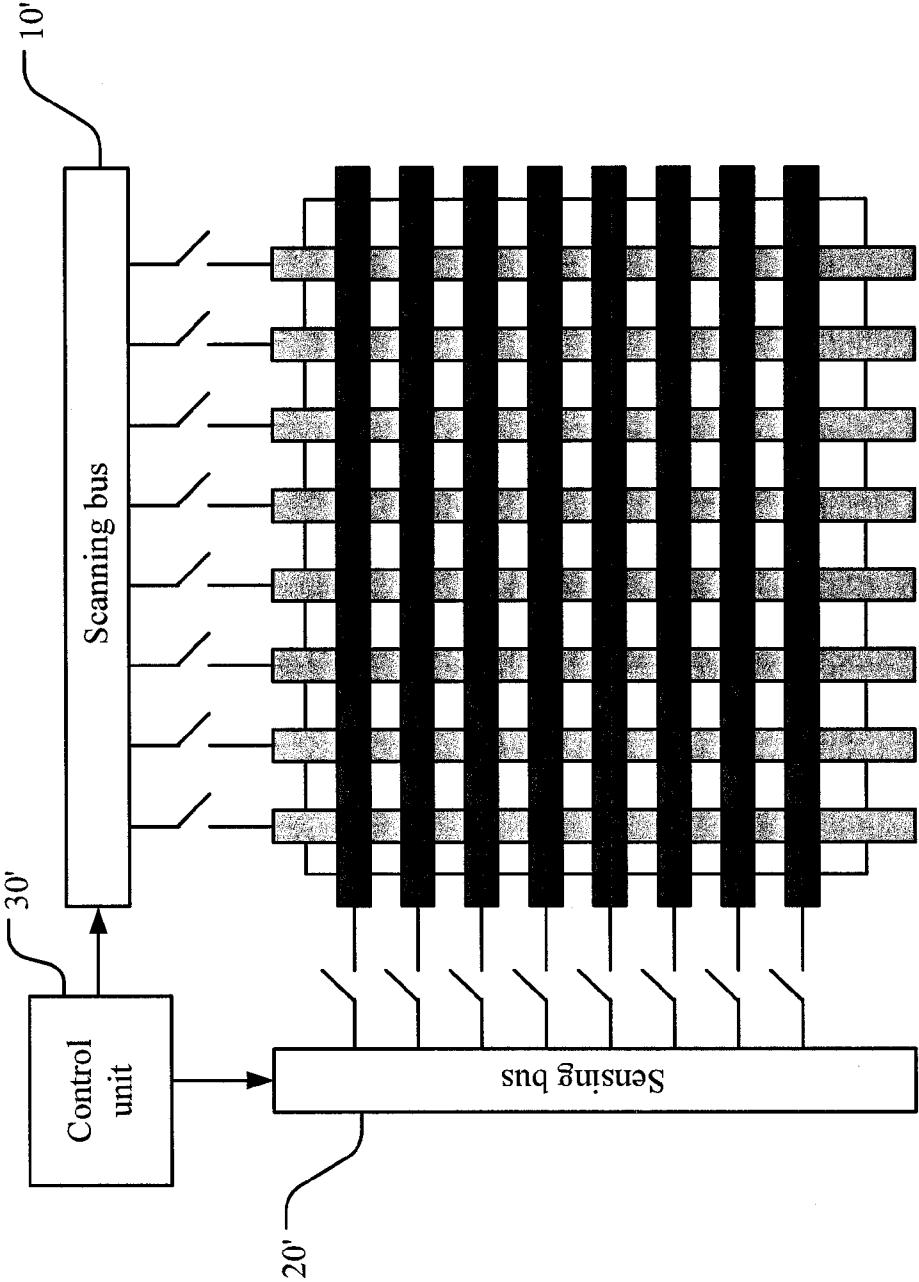 30'
Control
unit
Scanning bus
10'
Sensing bus
20'